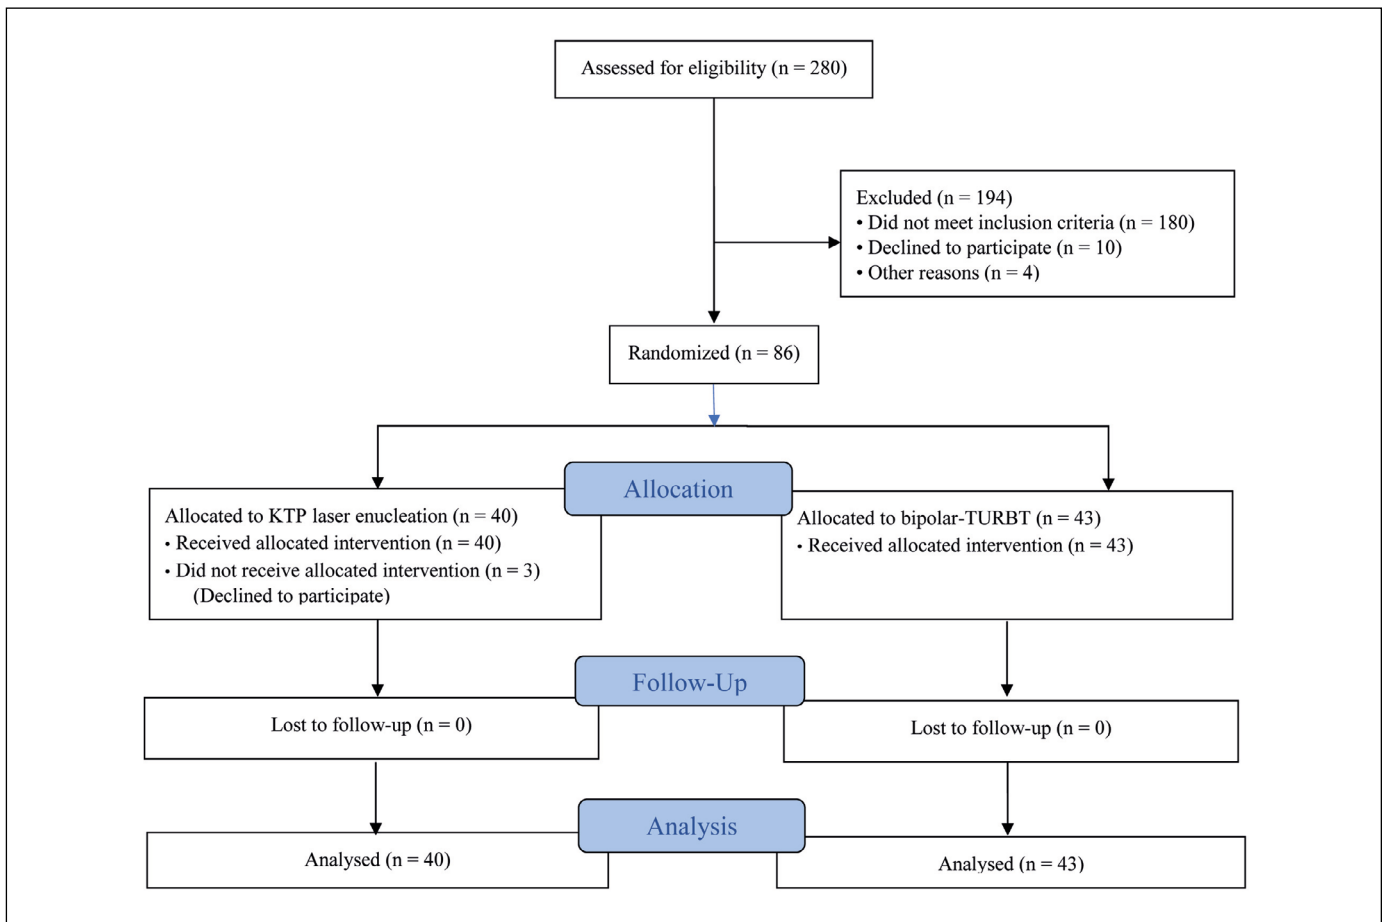 Assessed for eligibility (n = 280)
Excluded (n = 194)
• Did not meet inclusion criteria (n = 180)
• Declined to participate (n = 10)
• Other reasons (n = 4)
Randomized (n = 86)
Allocation
Allocated to KTP laser enucleation (n = 40)
• Received allocated intervention (n = 40)
• Did not receive allocated intervention (n = 3)
(Declined to participate)
Allocated to bipolar-TURBT (n = 43)
• Received allocated intervention (n = 43)
Follow-Up
Lost to follow-up (n = 0)
Lost to follow-up (n = 0)
Analysis
Analysed (n = 40)
Analysed (n = 43)